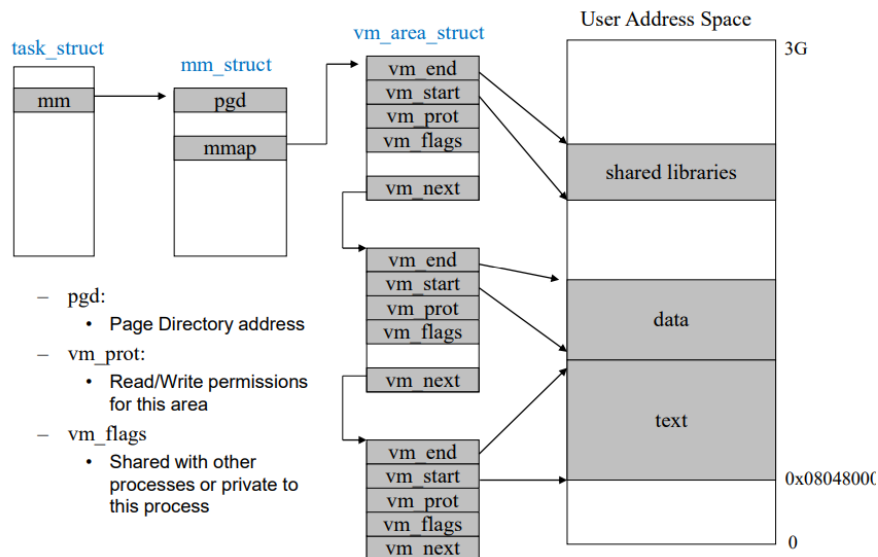 User Address Space
task_struct
mm
mm_struct
pgd
mmap
vm_area_struct
vm_end
vm_start
vm_prot
vm_flags
vm_next
vm_end
vm_start
vm_prot
vm_flags
vm_next
vm_end
vm_start
vm_prot
vm_flags
vm_next
3G
shared libraries
data
text
0x08048000
0
– pgd:
• Page Directory address
– vm_prot:
• Read/Write permissions
for this area
– vm_flags
• Shared with other
processes or private to
this process